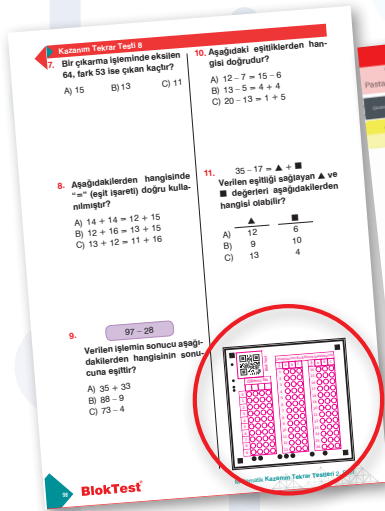 Kazanım Tekrar Testi 8
7. Bir çıkarma işleminde eksilen
64, fark 53 ise çıkan kaçtır?
A) 15 B) 13 C) 11
8. Aşağıdakilerden hangisinde
"=" (eşit işareti) doğru kulla-
nılmıştır?
A) 14 + 14 = 12 + 15
B) 12 + 16 = 13 + 15
C) 13 + 12 = 11 + 16
9.
97 – 28
Verilen işlemin sonucu aşağı-
dakilerden hangisinin sonu-
cuna eşittir?
A) 35 + 33
B) 88 – 9
C) 73 – 4
10. Aşağıdaki eşitliklerden han-
gisi doğrudur?
A) 12 – 7 = 15 – 6
B) 13 – 5 = 4 + 4
C) 20 – 13 = 1 + 5
11.
35 – 17 = ▲ + ■
Verilen eşitliği sağlayan ▲ ve
■ değerleri aşağıdakilerden
hangisi olabilir?
▲ ■
A) 12 6
B) 9 10
C) 13 4
BlokTest
Matematik Kazanım Tekrar Testleri 2.
Pasta